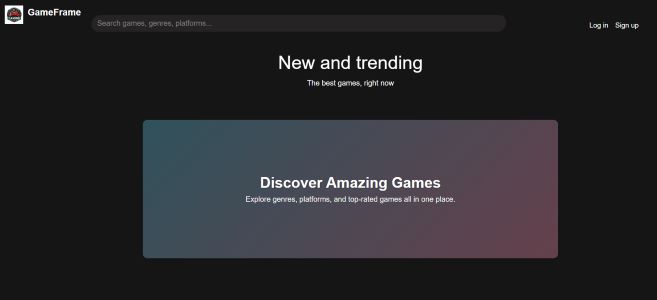 GameFrame
Search games, genres, platforms...
Log in
Sign up
New and trending
The best games, right now
Discover Amazing Games
Explore genres, platforms, and top-rated games all in one place.